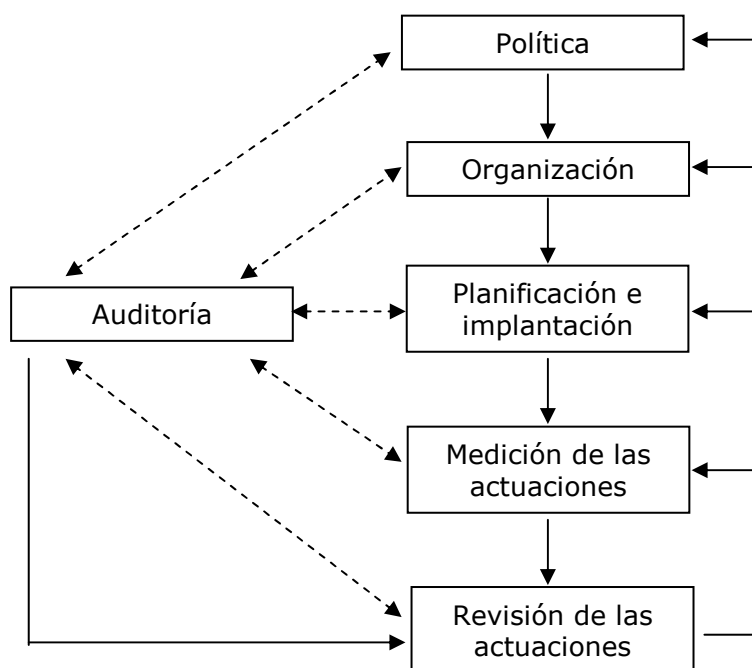 Política
Organización
Planificación e
implantación
Auditoría
Medición de las
actuaciones
Revisión de las
actuaciones